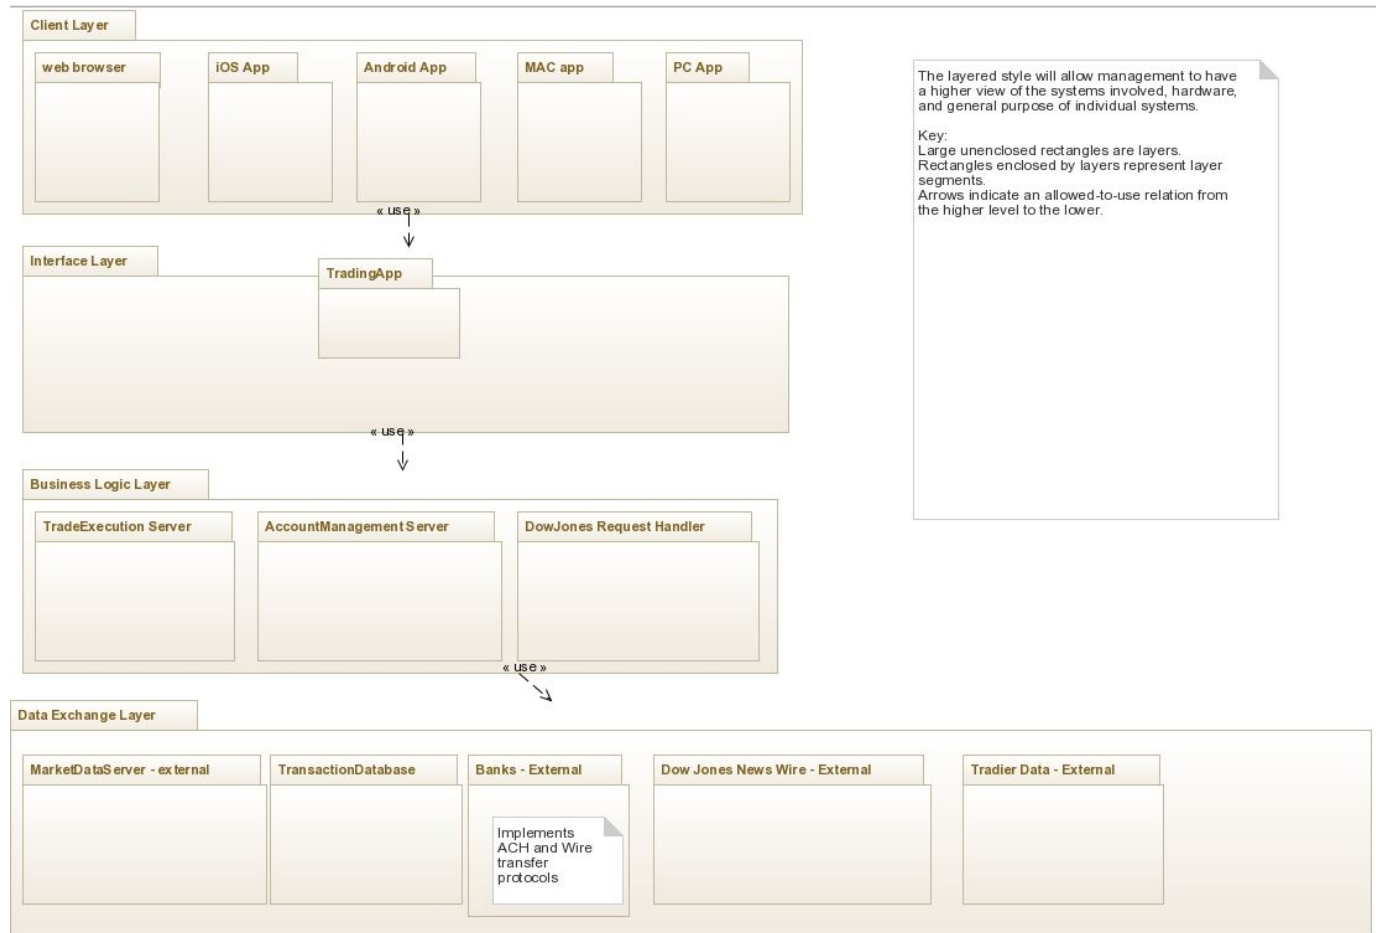 Client Layer
web browser
iOS App
Android App
MAC app
PC App
The layered style will allow management to have
a higher view of the systems involved, hardware,
and general purpose of individual systems.
Key:
Large unenclosed rectangles are layers.
Rectangles enclosed by layers represent layer
segments.
Arrows indicate an allowed-to-use relation from
the higher level to the lower.
« use »
Interface Layer
TradingApp
« use »
Business Logic Layer
TradeExecution Server
AccountManagement Server
DowJones Request Handler
« use »
Data Exchange Layer
MarketDataServer - external
TransactionDatabase
Banks - External
Dow Jones News Wire - External
Tradier Data - External
Implements
ACH and Wire
transfer
protocols